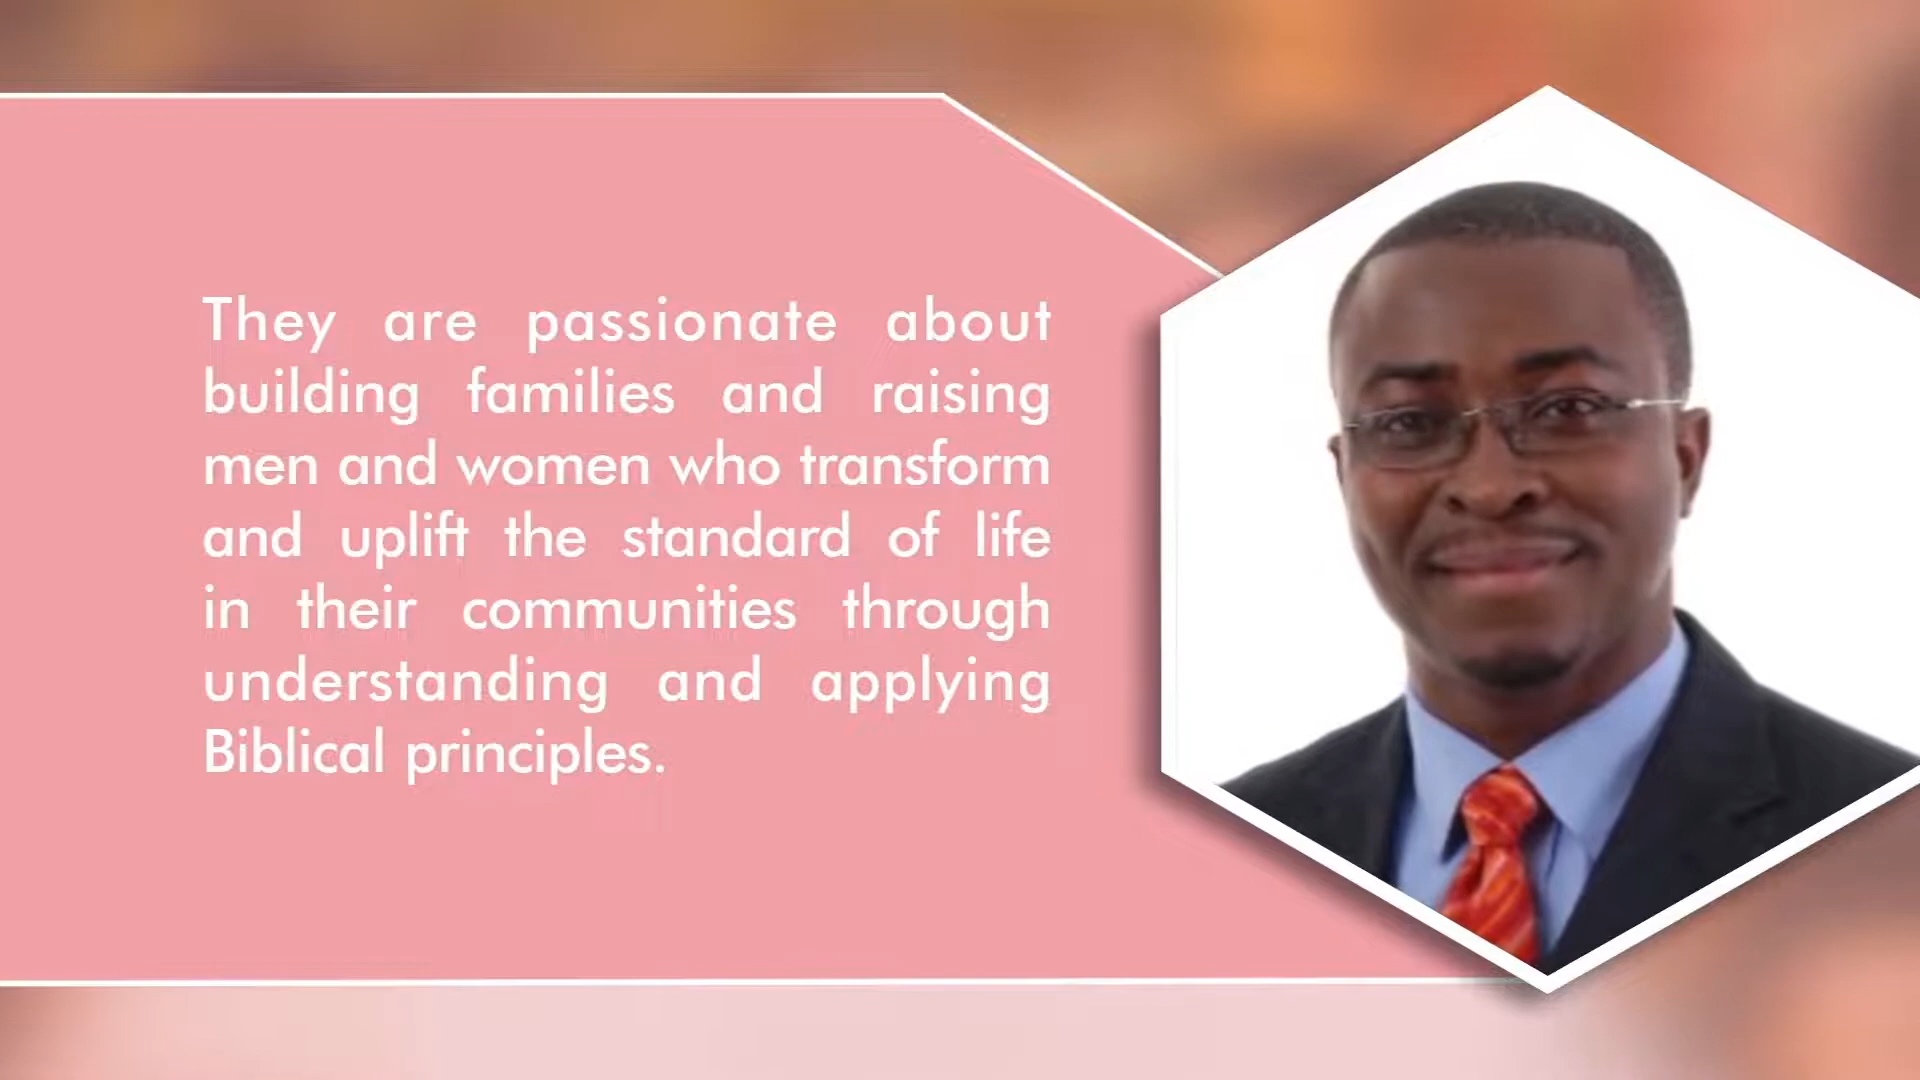 They are passionate about
building families and raising
men and women who transform
and uplift the standard of life
in their communities through
understanding and applying
Biblical principles.